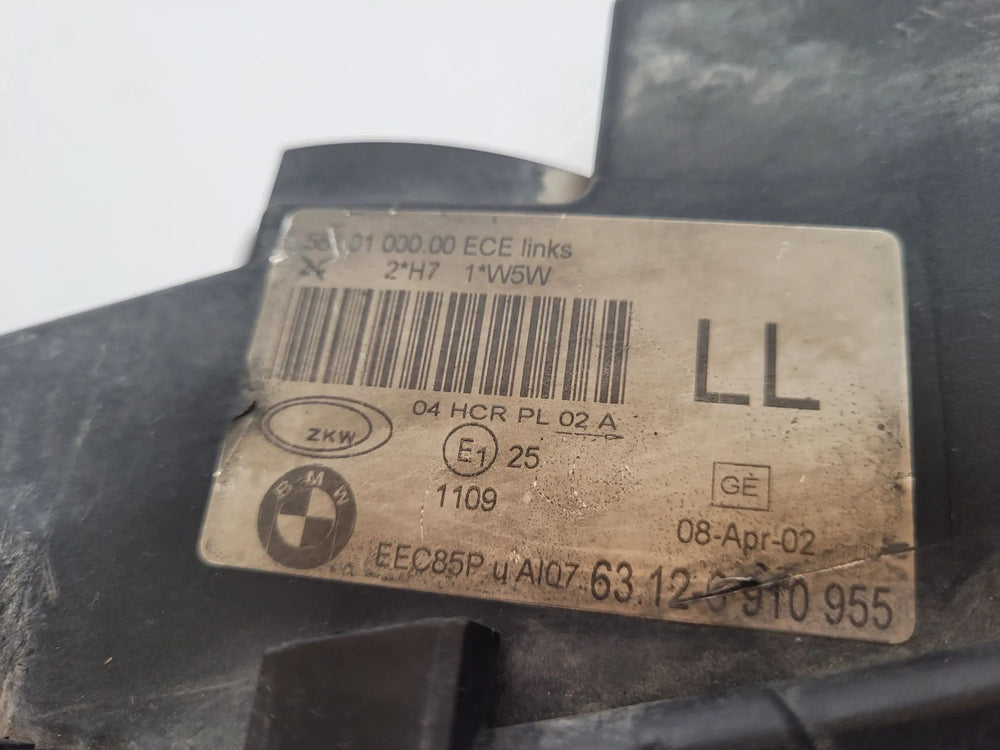 01 000.00 ECE links
2*H7 1*W5W
LL
04 HCR PL 02 A
ZKW
E1 25
1109
GE
BMW
08-Apr-02
EEC85P u AI07 63.12- 910 955